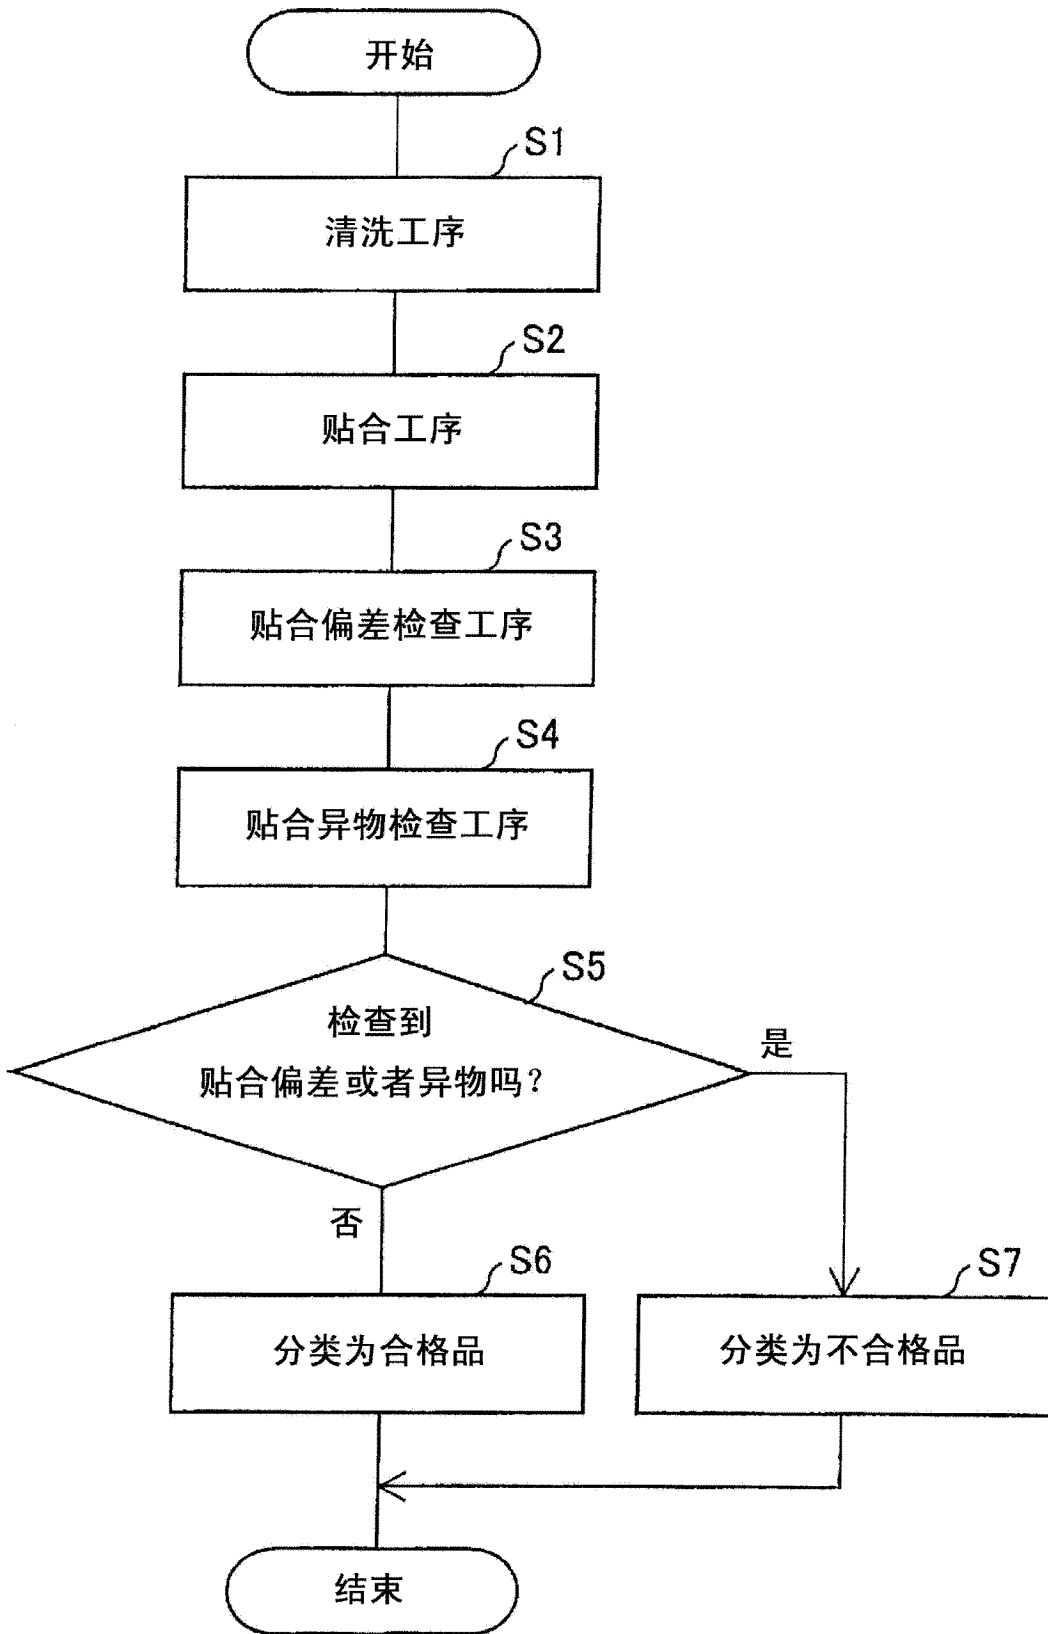 开始
S1
清洗工序
S2
贴合工序
S3
贴合偏差检查工序
S4
贴合异物检查工序
S5
检查到
贴合偏差或者异物吗?
是
否
S6
分类为合格品
S7
分类为不合格品
结束